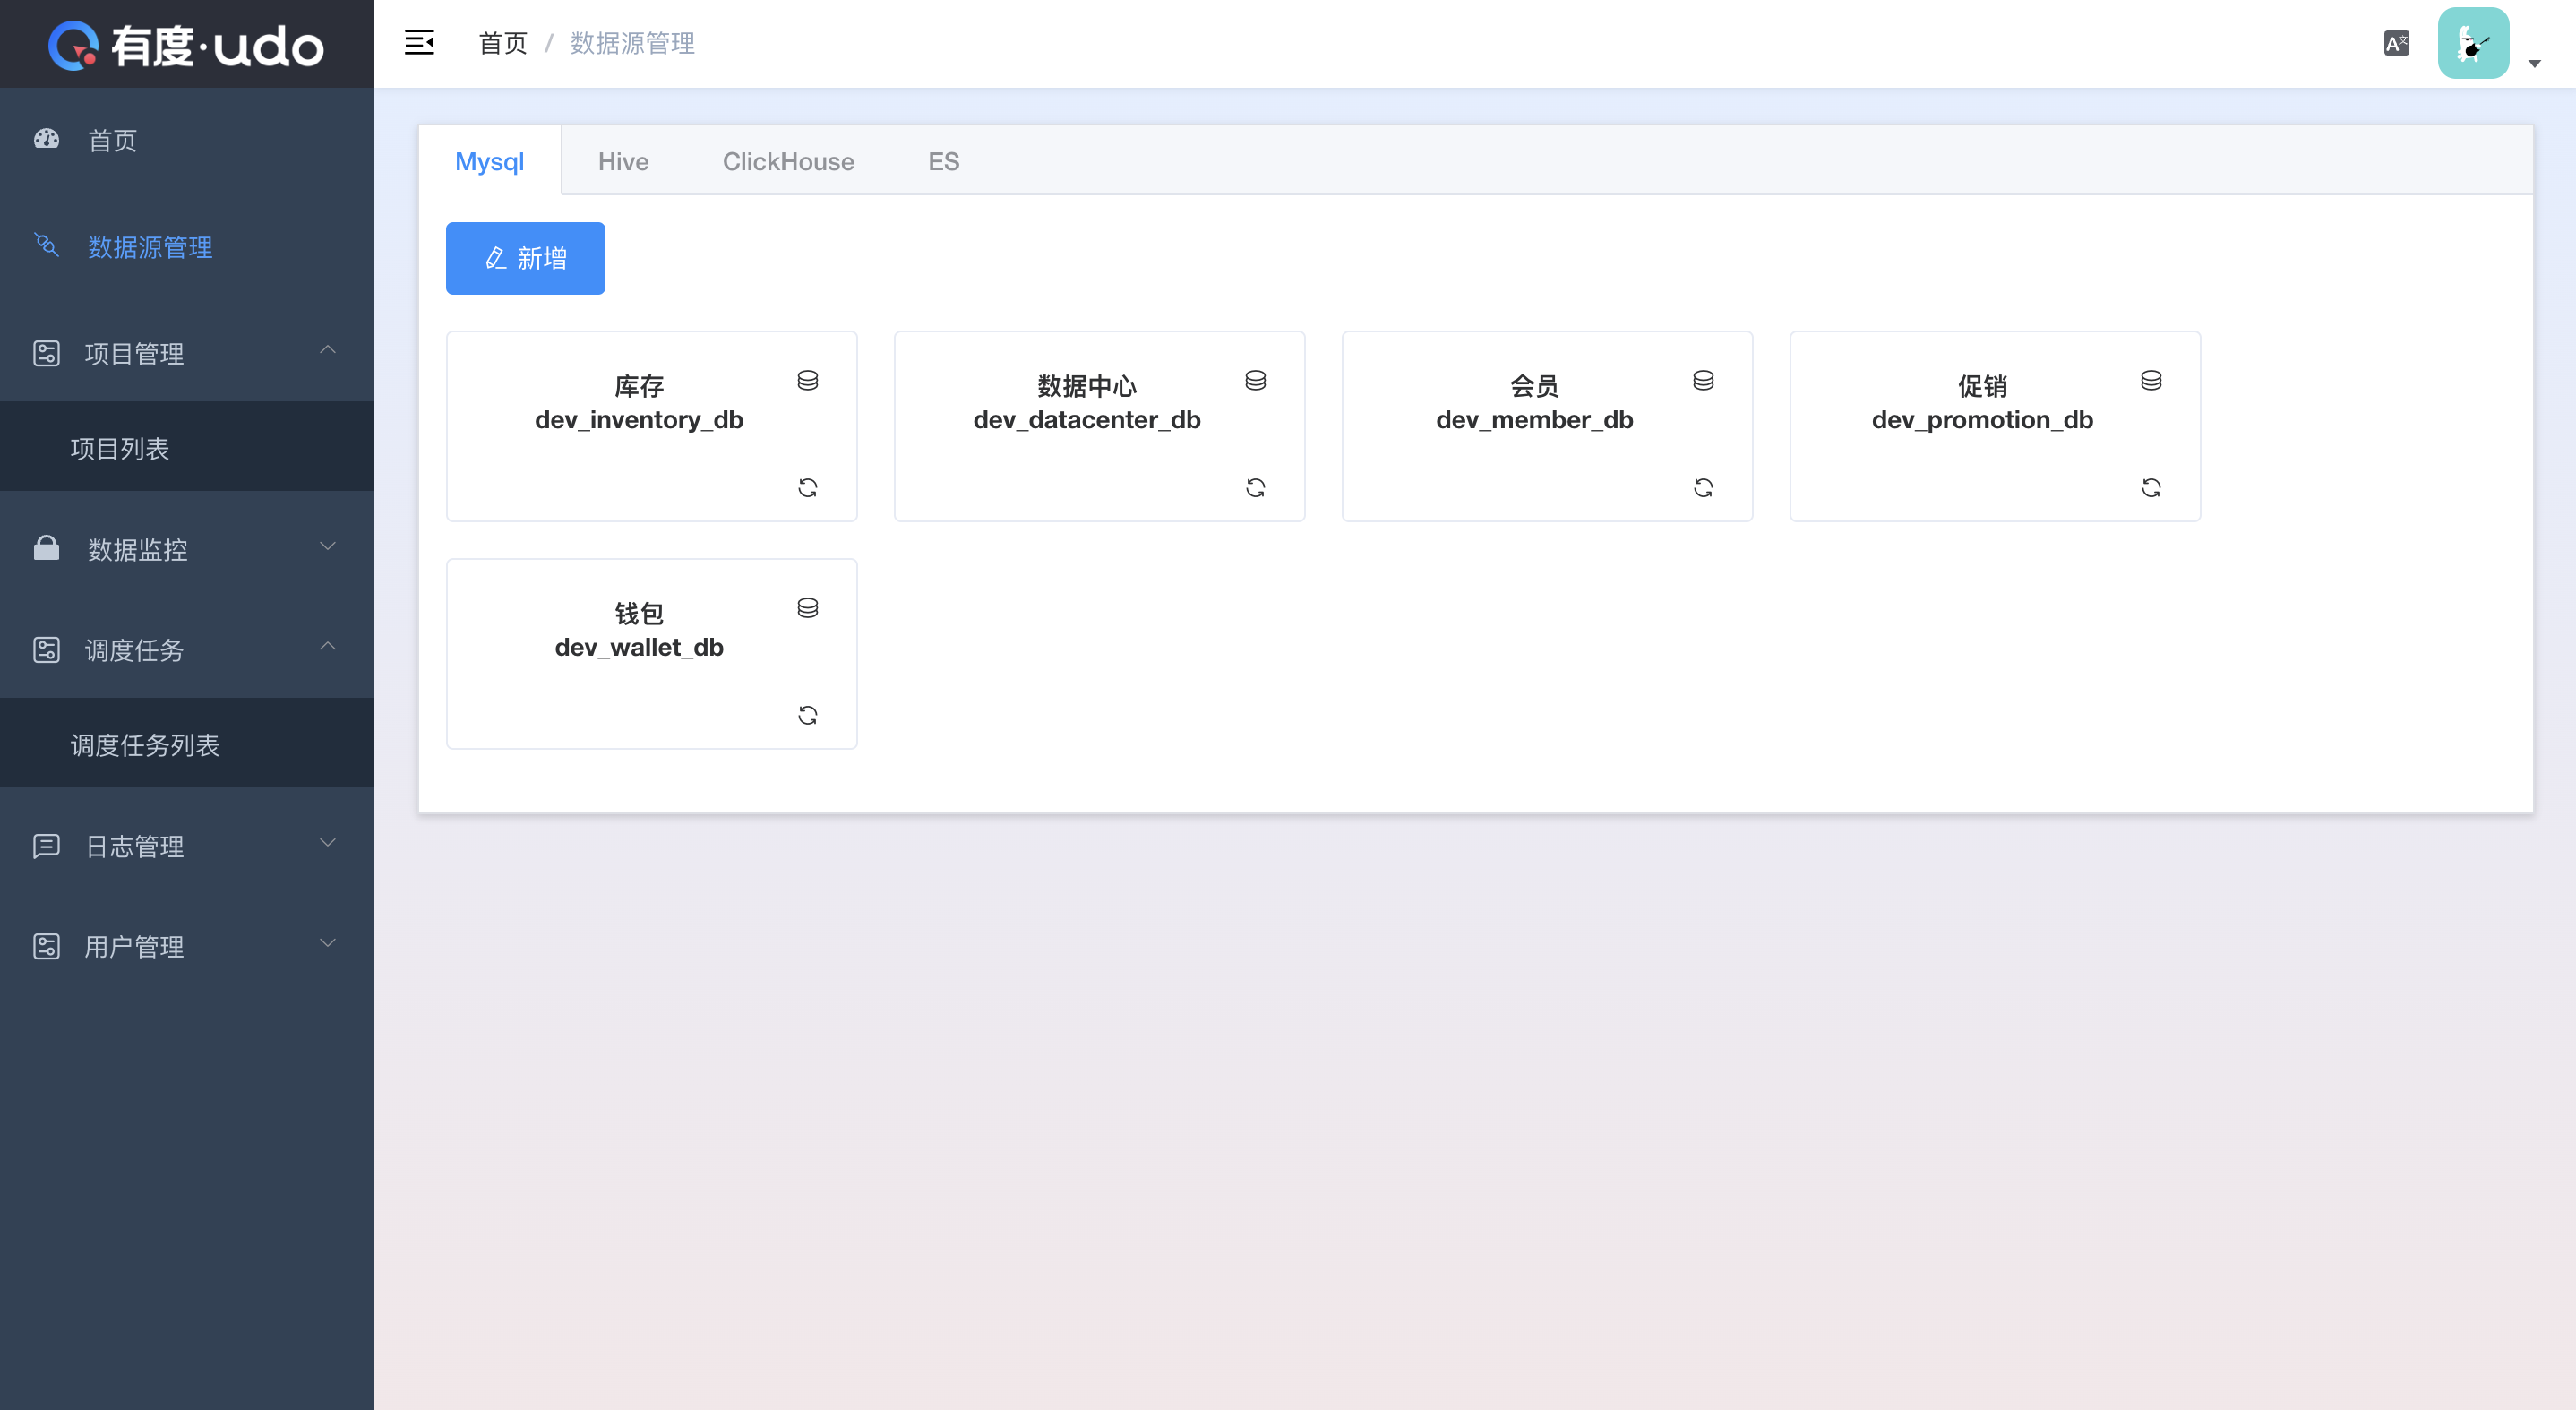 有度·udo
首页 / 数据源管理
A文
首页
数据源管理
项目管理
项目列表
数据监控
调度任务
调度任务列表
日志管理
用户管理
Mysql Hive ClickHouse ES
新增
库存
dev_inventory_db
数据中心
dev_datacenter_db
会员
dev_member_db
促销
dev_promotion_db
钱包
dev_wallet_db